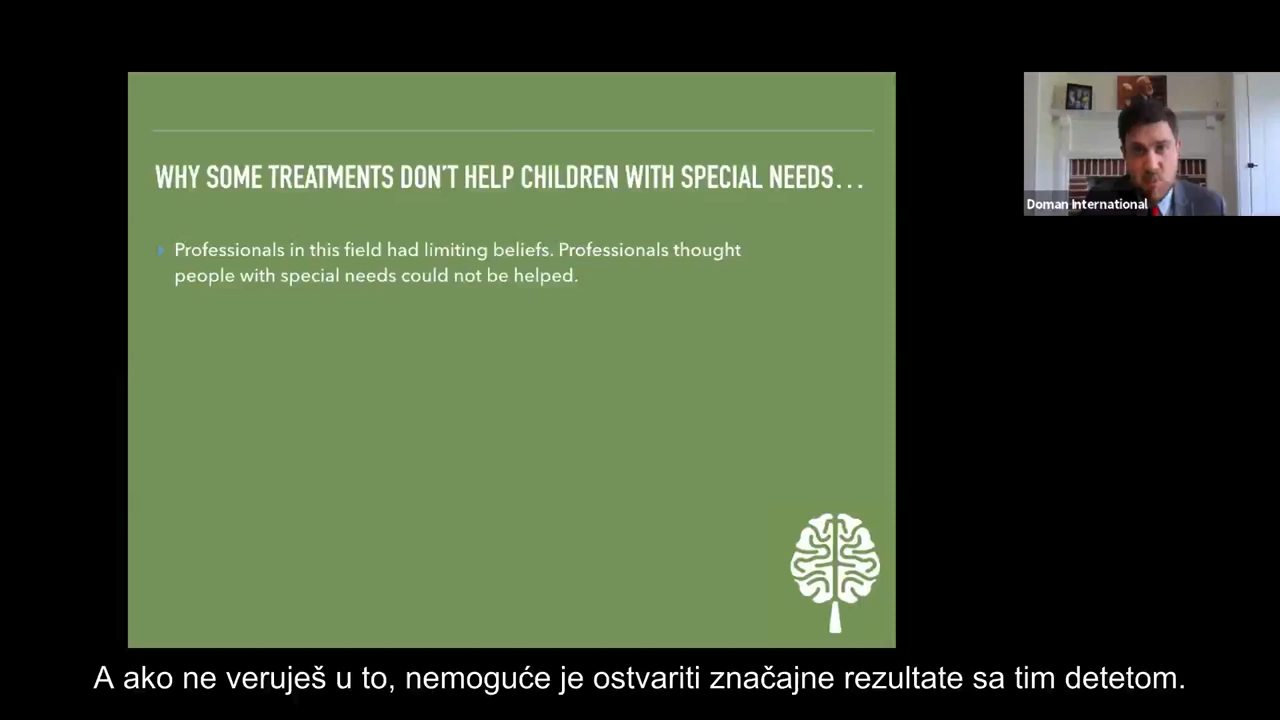 WHY SOME TREATMENTS DON'T HELP CHILDREN WITH SPECIAL NEEDS...
Professionals in this field had limiting beliefs. Professionals thought
people with special needs could not be helped.
Doman International
A ako ne veruješ u to, nemoguće je ostvariti značajne rezultate sa tim detetom.